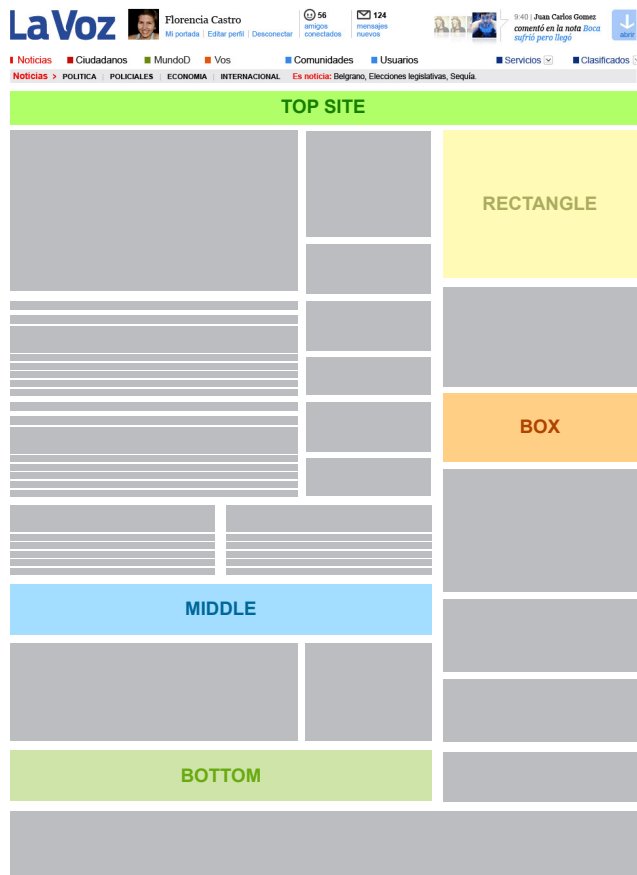 LaVoz
Florencia Castro
Mi portada | Editar perfil | Desconectar
56
amigos
conectados
124
mensajes
nuevos
9:40 | Juan Carlos Gomez
comentó en la nota Boca
sufrió pero llegó
abrir
Noticias Ciudadanos MundoD Vos Comunidades Usuarios Servicios Clasificados
Noticias > POLITICA | POLICIALES | ECONOMIA | INTERNACIONAL Es noticia: Belgrano, Elecciones legislativas, Sequía.
TOP SITE
RECTANGLE
BOX
MIDDLE
BOTTOM